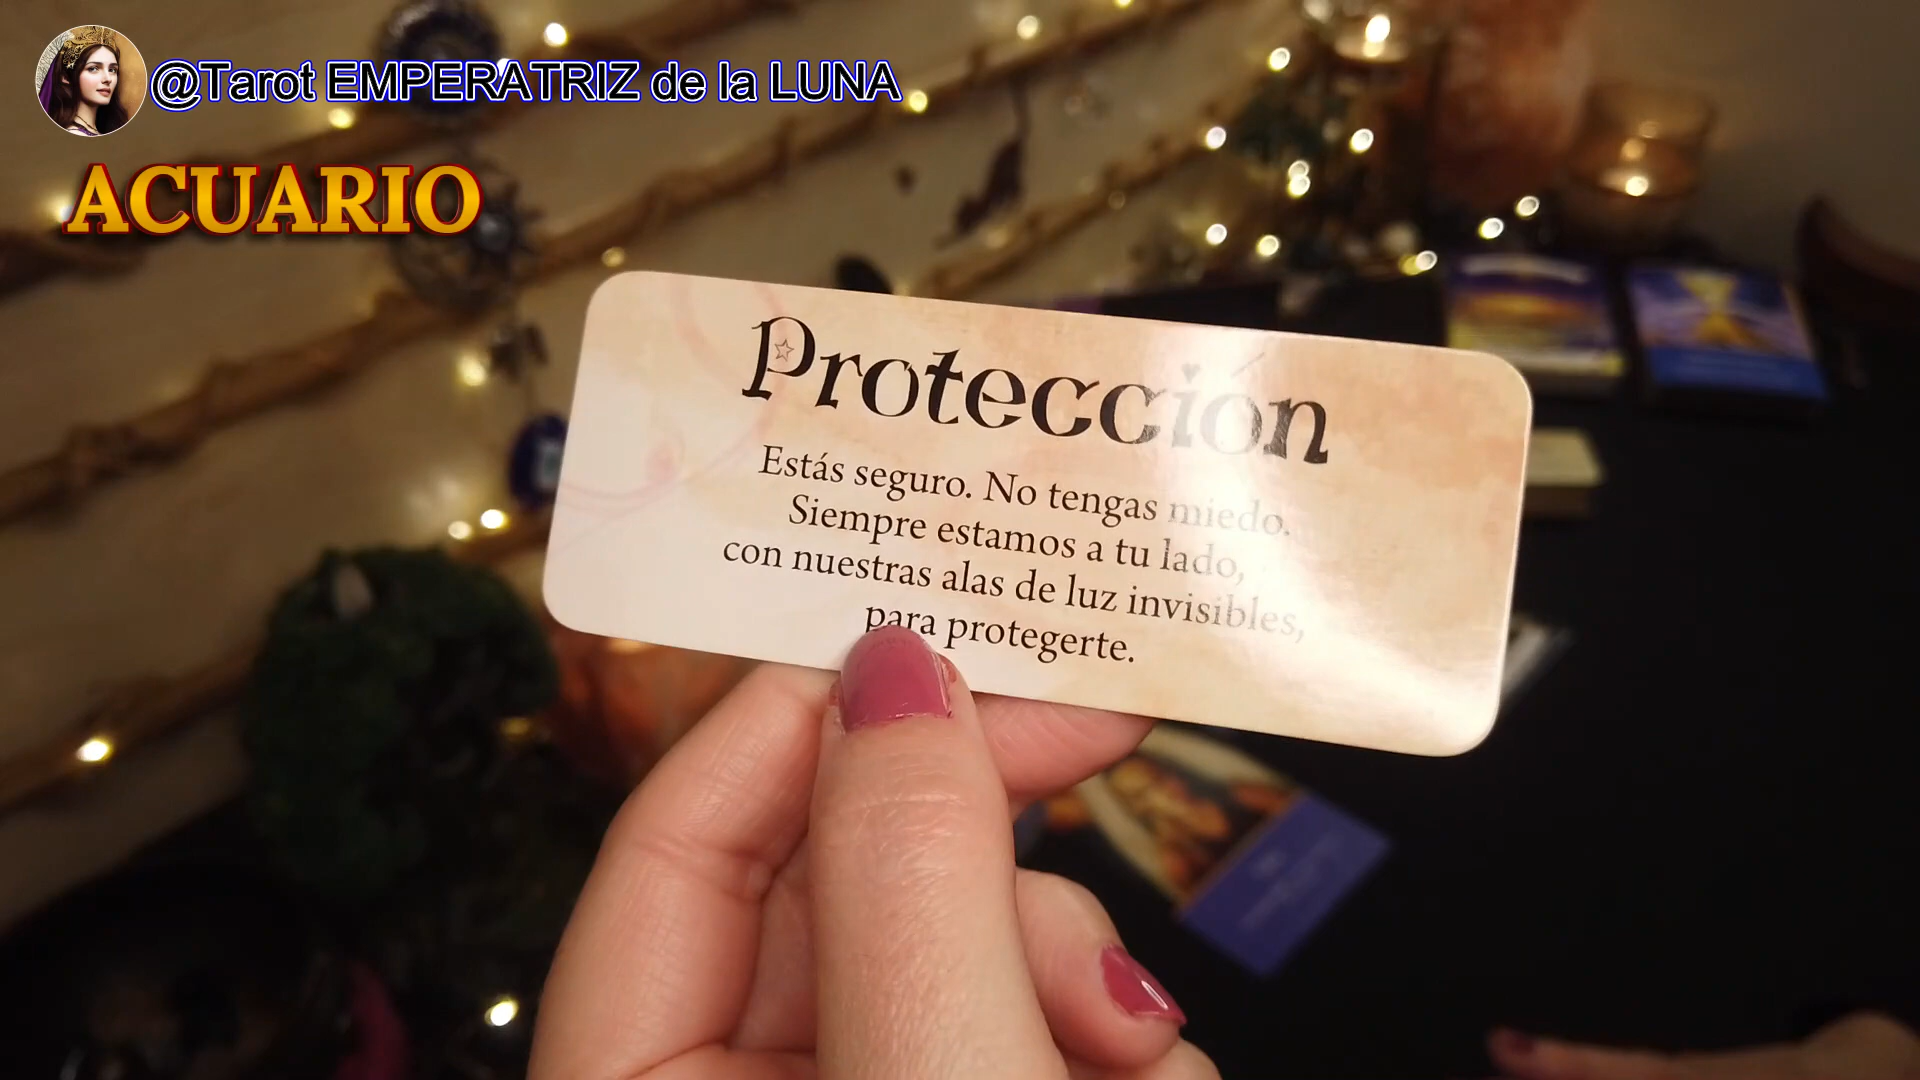 @Tarot EMPERATRIZ de la LUNA
ACUARIO
Protección
Estás seguro. No tengas miedo.
Siempre estamos a tu lado,
con nuestras alas de luz invisibles,
para protegerte.